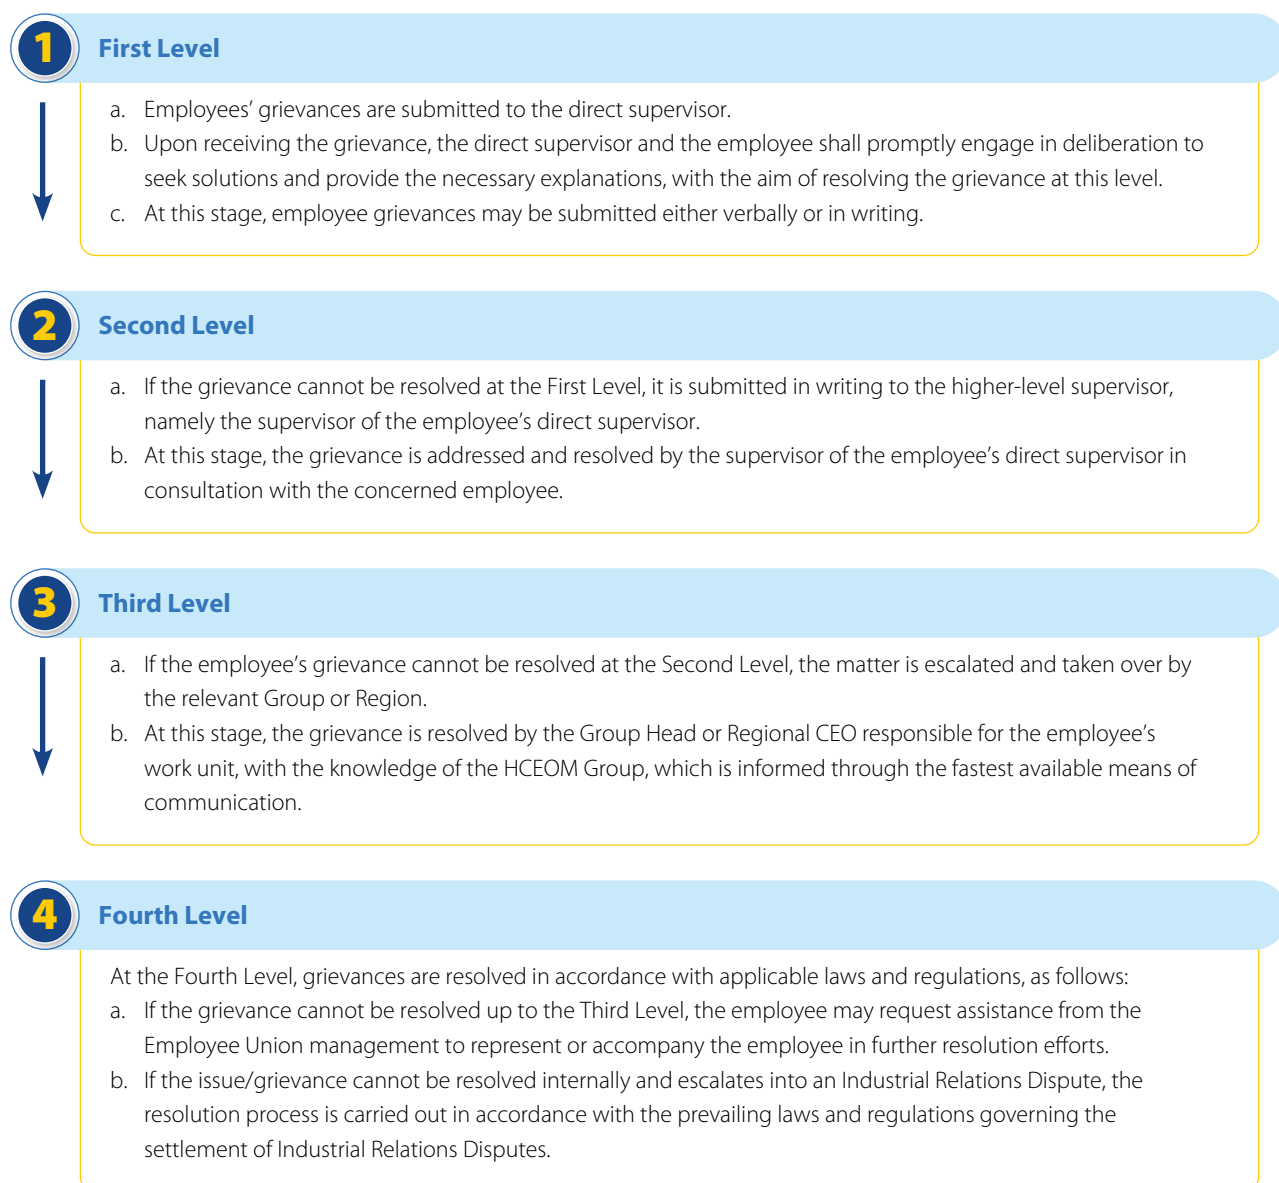 1
First Level
a. Employees’ grievances are submitted to the direct supervisor.
b. Upon receiving the grievance, the direct supervisor and the employee shall promptly engage in deliberation to
seek solutions and provide the necessary explanations, with the aim of resolving the grievance at this level.
c. At this stage, employee grievances may be submitted either verbally or in writing.
2
Second Level
a. If the grievance cannot be resolved at the First Level, it is submitted in writing to the higher-level supervisor,
namely the supervisor of the employee’s direct supervisor.
b. At this stage, the grievance is addressed and resolved by the supervisor of the employee’s direct supervisor in
consultation with the concerned employee.
3
Third Level
a. If the employee’s grievance cannot be resolved at the Second Level, the matter is escalated and taken over by
the relevant Group or Region.
b. At this stage, the grievance is resolved by the Group Head or Regional CEO responsible for the employee’s
work unit, with the knowledge of the HCEOM Group, which is informed through the fastest available means of
communication.
4
Fourth Level
At the Fourth Level, grievances are resolved in accordance with applicable laws and regulations, as follows:
a. If the grievance cannot be resolved up to the Third Level, the employee may request assistance from the
Employee Union management to represent or accompany the employee in further resolution efforts.
b. If the issue/grievance cannot be resolved internally and escalates into an Industrial Relations Dispute, the
resolution process is carried out in accordance with the prevailing laws and regulations governing the
settlement of Industrial Relations Disputes.